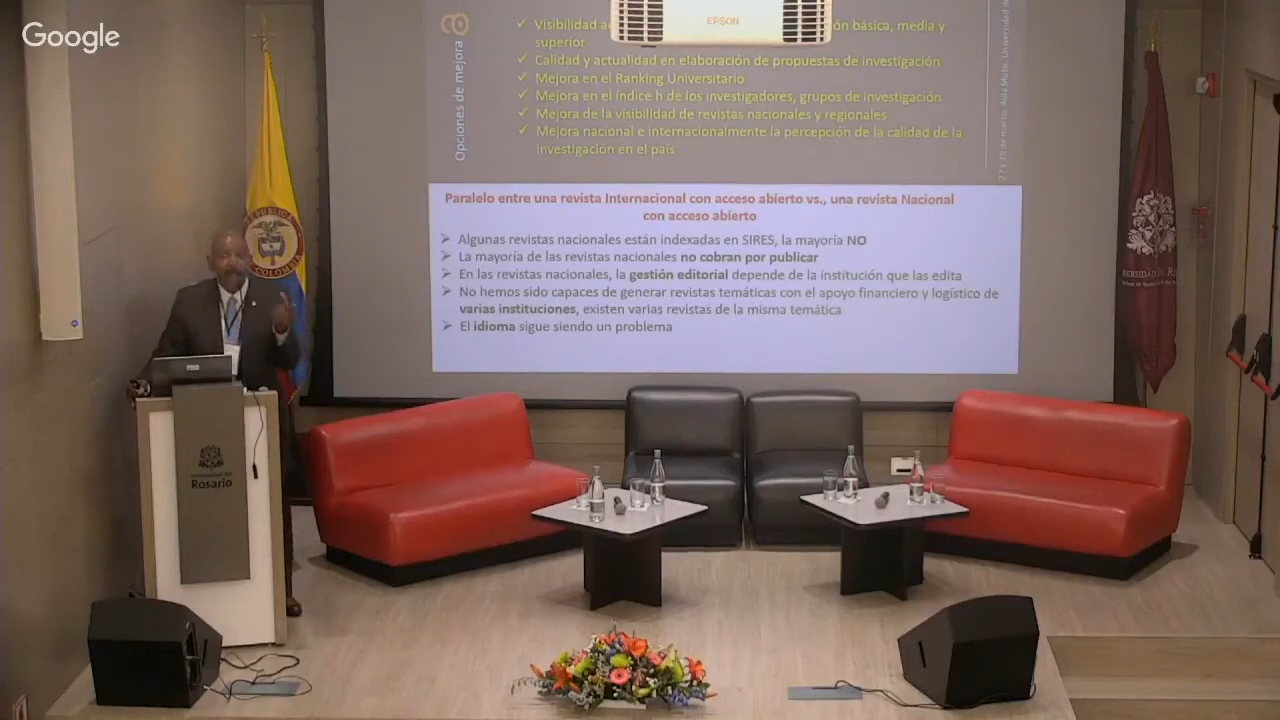 Google
EPSON
Opciones de mejora
✓ Visibilidad
ón básica, media y
superior
✓ Calidad y actualidad en elaboración de propuestas de investigación
✓ Mejora en el Ranking Universitario
✓ Mejora en el índice h de los investigadores, grupos de investigación
✓ Mejora de la visibilidad de revistas nacionales y regionales
✓ Mejora nacional e internacionalmente la percepción de la calidad de la
investigación en el país
Paralelo entre una revista Internacional con acceso abierto vs., una revista Nacional
con acceso abierto
➢ Algunas revistas nacionales están indexadas en SIRES, la mayoría NO
➢ La mayoría de las revistas nacionales no cobran por publicar
➢ En las revistas nacionales, la gestión editorial depende de la institución que las edita
➢ No hemos sido capaces de generar revistas temáticas con el apoyo financiero y logístico de
varias instituciones, existen varias revistas de la misma temática
➢ El idioma sigue siendo un problema
REPUBLICA
COLOMBIA
Universidad del
Rosario